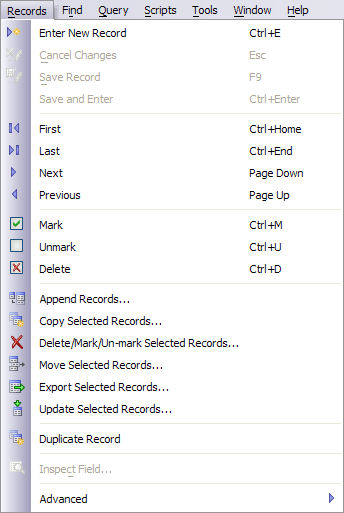 Records Find Query Scripts Tools Window Help
Enter New Record Ctrl+E
Cancel Changes Esc
Save Record F9
Save and Enter Ctrl+Enter
First Ctrl+Home
Last Ctrl+End
Next Page Down
Previous Page Up
Mark Ctrl+M
Unmark Ctrl+U
Delete Ctrl+D
Append Records...
Copy Selected Records...
Delete/Mark/Un-mark Selected Records...
Move Selected Records...
Export Selected Records...
Update Selected Records...
Duplicate Record
Inspect Field...
Advanced